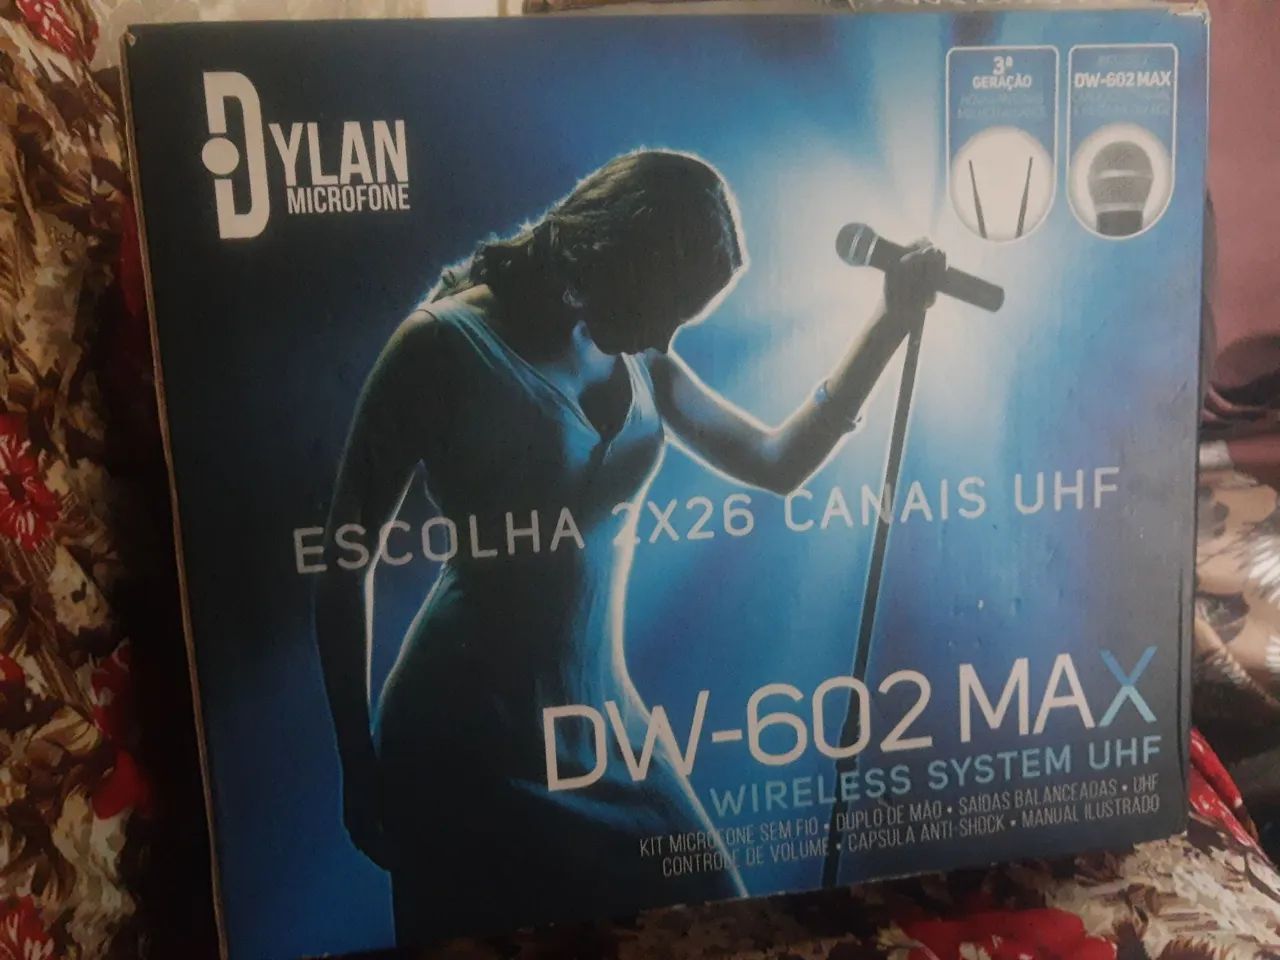 DYLAN
MICROFONE
3ª
GERAÇÃO
DW-602 MAX
ESCOLHA 2X26 CANAIS UHF
DW-602 MAX
WIRELESS SYSTEM UHF
KIT MICROFONE SEM FIO • DUPLO DE MÃO • SAÍDAS BALANCEADAS • UHF
CONTROLE DE VOLUME • CAPSULA ANTI-SHOCK • MANUAL ILUSTRADO